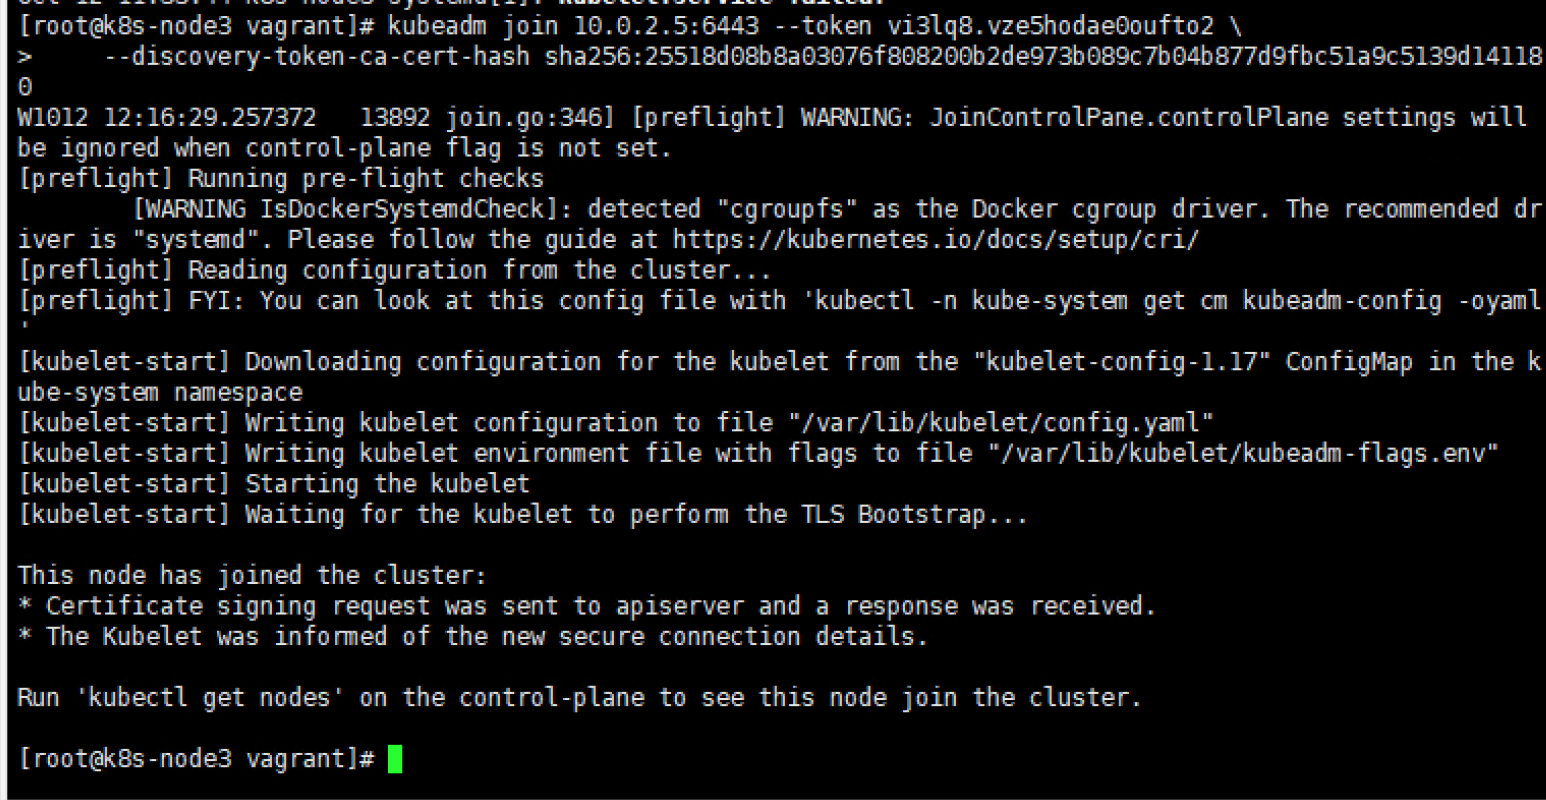 kubelet.service failed.
[root@k8s-node3 vagrant]# kubeadm join 10.0.2.5:6443 --token vi3lq8.vze5hodae0oufto2 \
>     --discovery-token-ca-cert-hash sha256:25518d08b8a03076f808200b2de973b089c7b04b877d9fbc51a9c5139d14118
0
W1012 12:16:29.257372   13892 join.go:346] [preflight] WARNING: JoinControlPane.controlPlane settings will
be ignored when control-plane flag is not set.
[preflight] Running pre-flight checks
        [WARNING IsDockerSystemdCheck]: detected "cgroupfs" as the Docker cgroup driver. The recommended dr
iver is "systemd". Please follow the guide at https://kubernetes.io/docs/setup/cri/
[preflight] Reading configuration from the cluster...
[preflight] FYI: You can look at this config file with 'kubectl -n kube-system get cm kubeadm-config -oyaml
'
[kubelet-start] Downloading configuration for the kubelet from the "kubelet-config-1.17" ConfigMap in the k
ube-system namespace
[kubelet-start] Writing kubelet configuration to file "/var/lib/kubelet/config.yaml"
[kubelet-start] Writing kubelet environment file with flags to file "/var/lib/kubelet/kubeadm-flags.env"
[kubelet-start] Starting the kubelet
[kubelet-start] Waiting for the kubelet to perform the TLS Bootstrap...

This node has joined the cluster:
* Certificate signing request was sent to apiserver and a response was received.
* The Kubelet was informed of the new secure connection details.

Run 'kubectl get nodes' on the control-plane to see this node join the cluster.

[root@k8s-node3 vagrant]#